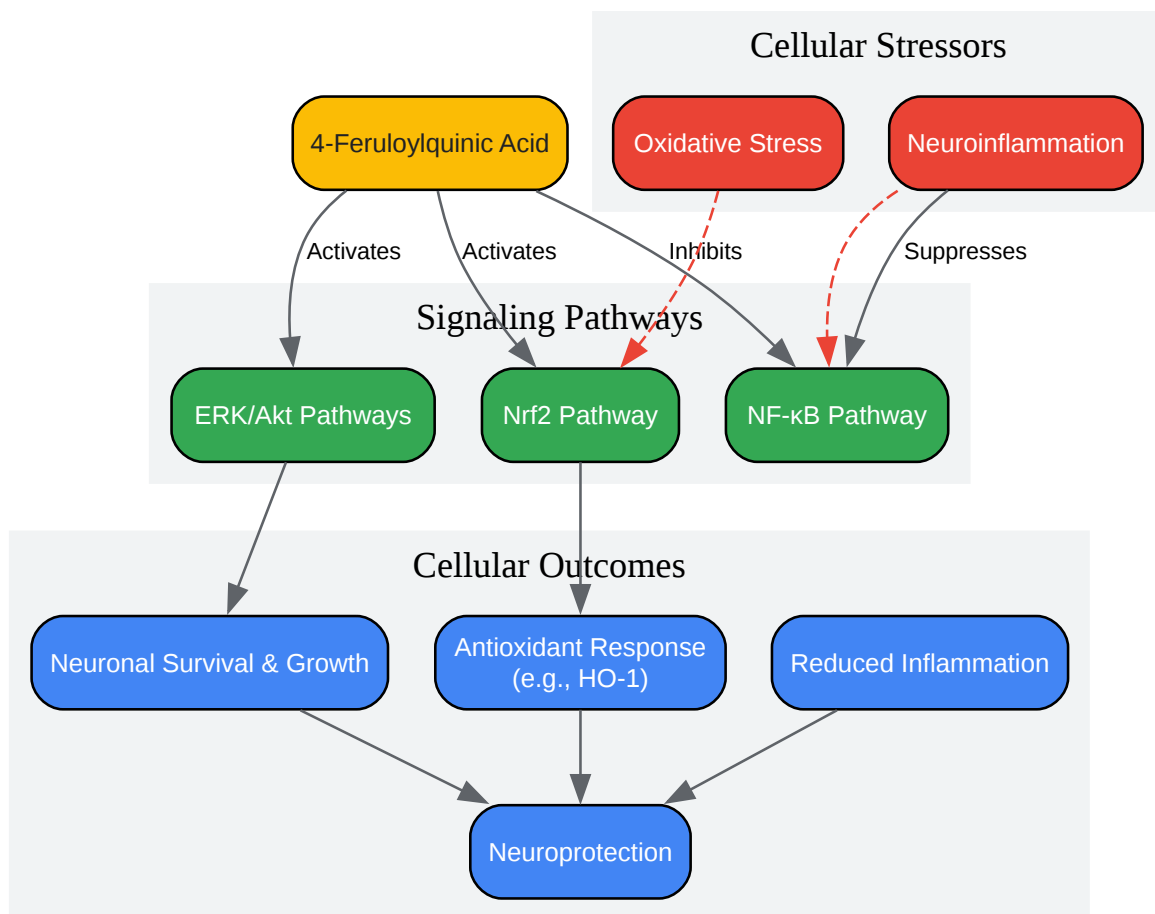 Cellular Stressors
4-Feruloylquinic Acid
Oxidative Stress
Neuroinflammation
Activates
Activates
Inhibits
Suppresses
Signaling Pathways
ERK/Akt Pathways
Nrf2 Pathway
NF-κB Pathway
Cellular Outcomes
Neuronal Survival & Growth
Antioxidant Response
(e.g., HO-1)
Reduced Inflammation
Neuroprotection